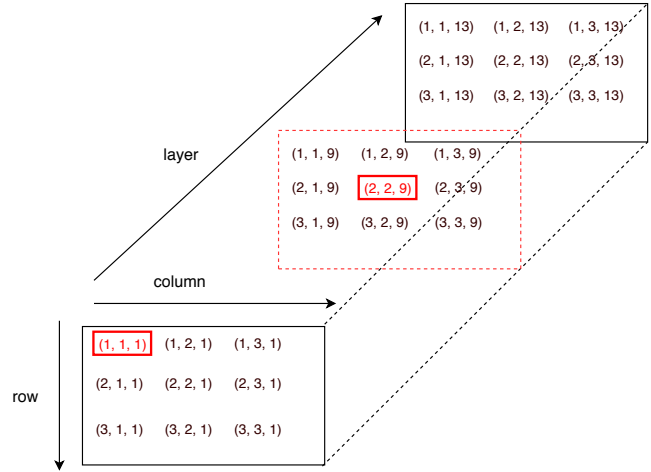 (1, 1, 13) (1, 2, 13) (1, 3, 13)
(2, 1, 13) (2, 2, 13) (2, 3, 13)
(3, 1, 13) (3, 2, 13) (3, 3, 13)
layer
(1, 1, 9) (1, 2, 9) (1, 3, 9)
(2, 1, 9) (2, 2, 9) (2, 3, 9)
(3, 1, 9) (3, 2, 9) (3, 3, 9)
column
(1, 1, 1) (1, 2, 1) (1, 3, 1)
(2, 1, 1) (2, 2, 1) (2, 3, 1)
row
(3, 1, 1) (3, 2, 1) (3, 3, 1)